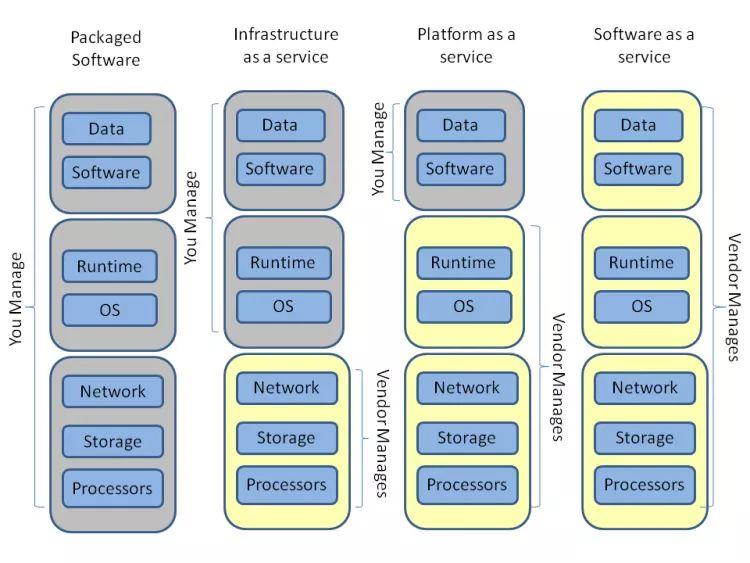 Packaged
Software
Infrastructure
as a service
Platform as a
service
Software as a
service
You Manage
Data
Software
Runtime
OS
Network
Storage
Processors
You Manage
Data
Software
Runtime
OS
Network
Storage
Processors
Vendor Manages
You Manage
Data
Software
Runtime
OS
Network
Storage
Processors
Vendor Manages
Data
Software
Runtime
OS
Network
Storage
Processors
Vendor Manages